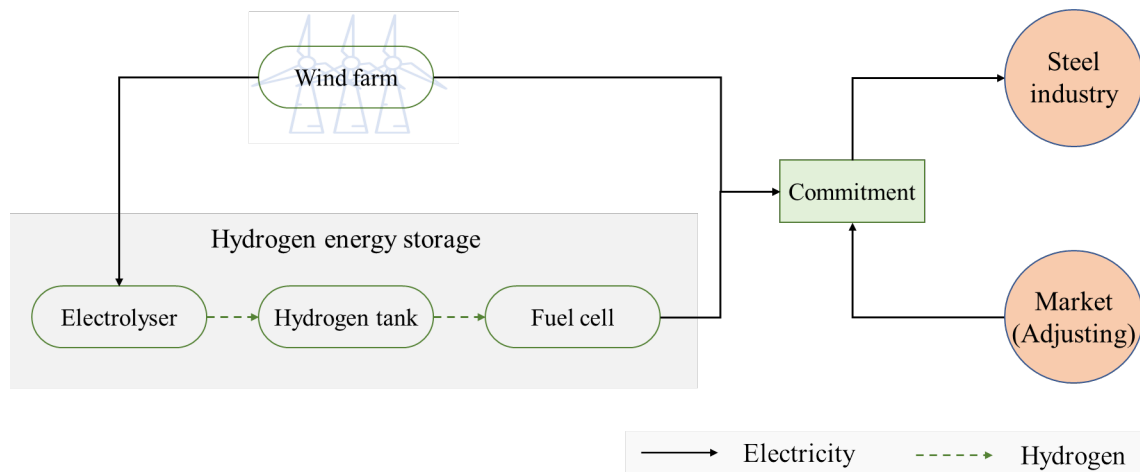 Wind farm
Steel
industry
Commitment
Hydrogen energy storage
Electrolyser
Hydrogen tank
Fuel cell
Market
(Adjusting)
Electricity
Hydrogen